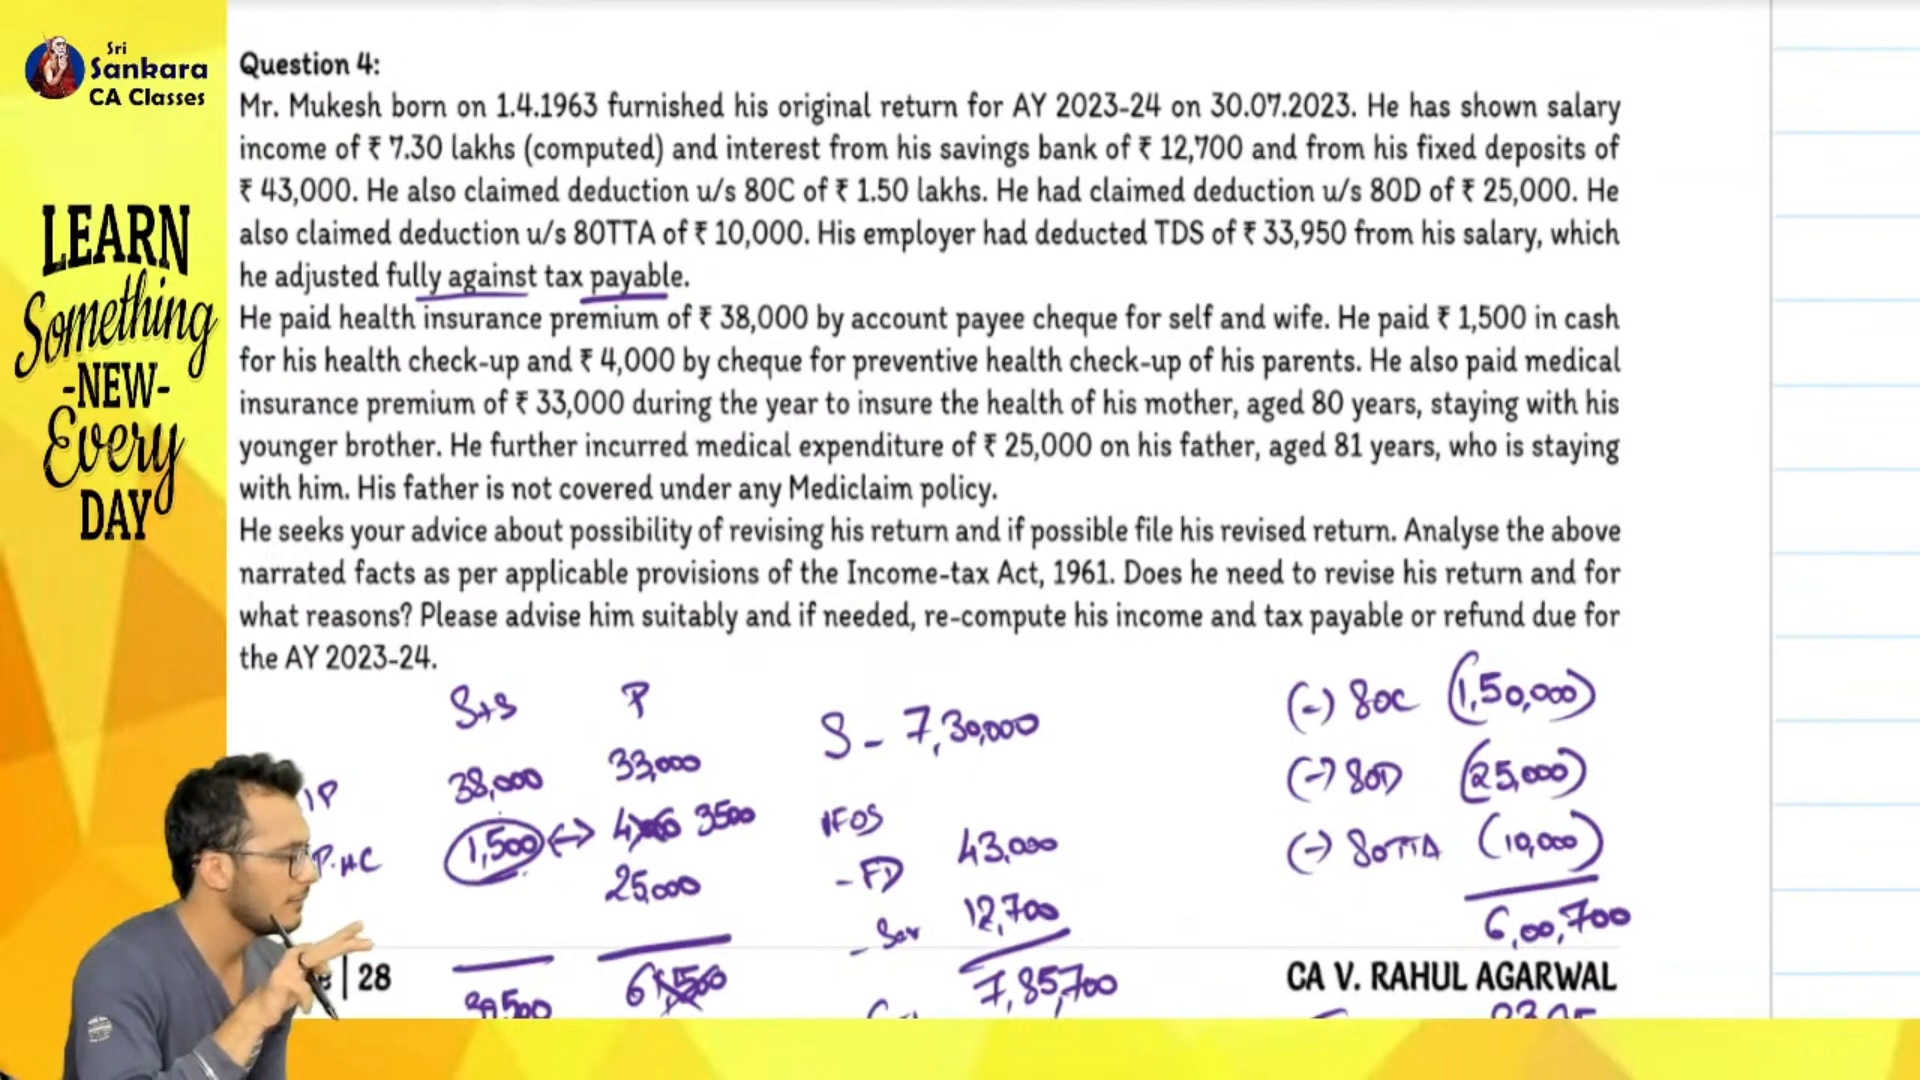 Sri
Sankara
CA Classes
LEARN
Something
-NEW-
Every
DAY
Question 4:
Mr. Mukesh born on 1.4.1963 furnished his original return for AY 2023-24 on 30.07.2023. He has shown salary
income of ₹ 7.30 lakhs (computed) and interest from his savings bank of ₹ 12,700 and from his fixed deposits of
₹ 43,000. He also claimed deduction u/s 80C of ₹ 1.50 lakhs. He had claimed deduction u/s 80D of ₹ 25,000. He
also claimed deduction u/s 80TTA of ₹ 10,000. His employer had deducted TDS of ₹ 33,950 from his salary, which
he adjusted fully against tax payable.
He paid health insurance premium of ₹ 38,000 by account payee cheque for self and wife. He paid ₹ 1,500 in cash
for his health check-up and ₹ 4,000 by cheque for preventive health check-up of his parents. He also paid medical
insurance premium of ₹ 33,000 during the year to insure the health of his mother, aged 80 years, staying with his
younger brother. He further incurred medical expenditure of ₹ 25,000 on his father, aged 81 years, who is staying
with him. His father is not covered under any Mediclaim policy.
He seeks your advice about possibility of revising his return and if possible file his revised return. Analyse the above
narrated facts as per applicable provisions of the Income-tax Act, 1961. Does he need to revise his return and for
what reasons? Please advise him suitably and if needed, re-compute his income and tax payable or refund due for
the AY 2023-24.
S+S P S - 7,30,000 (-) 80C (1,50,000)
IP 38,000 33,000 (-) 80D (25,000)
P.HC 1,500 ↔ 3500 IFOS (-) 80TTA (10,000)
25,000 - FD 43,000
- Sav 12,700 6,00,700
39,500 7,85,700
28 CA V. RAHUL AGARWAL